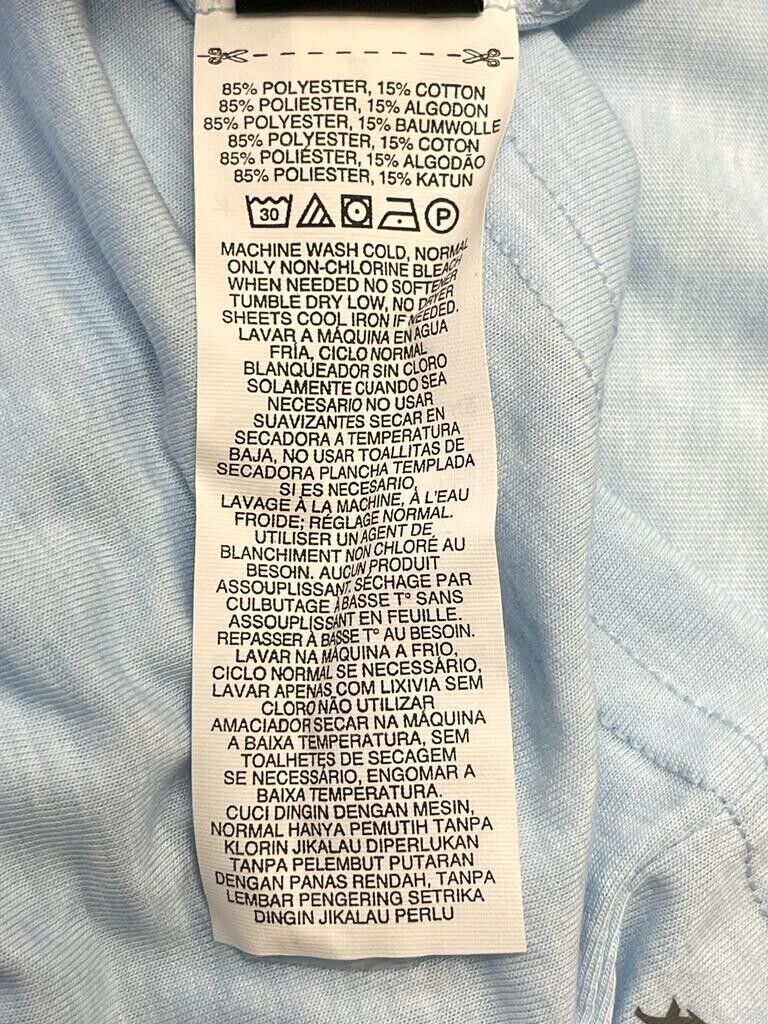 85% POLYESTER, 15% COTTON
85% POLIESTER, 15% ALGODON
85% POLYESTER, 15% BAUMWOLLE
85% POLYESTER, 15% COTON
85% POLIÉSTER, 15% ALGODÃO
85% POLIESTER, 15% KATUN
30 P
MACHINE WASH COLD, NORMAL
ONLY NON-CHLORINE BLEACH
WHEN NEEDED NO SOFTENER
TUMBLE DRY LOW, NO DRYER
SHEETS COOL IRON IF NEEDED.
LAVAR A MÁQUINA EN AGUA
FRÍA, CICLO NORMAL
BLANQUEADOR SIN CLORO
SOLAMENTE CUANDO SEA
NECESARIO NO USAR
SUAVIZANTES SECAR EN
SECADORA A TEMPERATURA
BAJA, NO USAR TOALLITAS DE
SECADORA PLANCHA TEMPLADA
SI ES NECESARIO,
LAVAGE À LA MACHINE, À L'EAU
FROIDE; RÉGLAGE NORMAL.
UTILISER UN AGENT DE
BLANCHIMENT NON CHLORÉ AU
BESOIN. AUCUN PRODUIT
ASSOUPLISSANT. SÉCHAGE PAR
CULBUTAGE À BASSE T° SANS
ASSOUPLISSANT EN FEUILLE.
REPASSER À BASSE T° AU BESOIN.
LAVAR NA MÁQUINA A FRIO,
CICLO NORMAL SE NECESSÁRIO,
LAVAR APENAS COM LIXIVIA SEM
CLORO NÃO UTILIZAR
AMACIADOR SECAR NA MÁQUINA
A BAIXA TEMPERATURA, SEM
TOALHETES DE SECAGEM
SE NECESSÁRIO, ENGOMAR A
BAIXA TEMPERATURA.
CUCI DINGIN DENGAN MESIN,
NORMAL HANYA PEMUTIH TANPA
KLORIN JIKALAU DIPERLUKAN
TANPA PELEMBUT PUTARAN
DENGAN PANAS RENDAH, TANPA
LEMBAR PENGERING SETRIKA
DINGIN JIKALAU PERLU